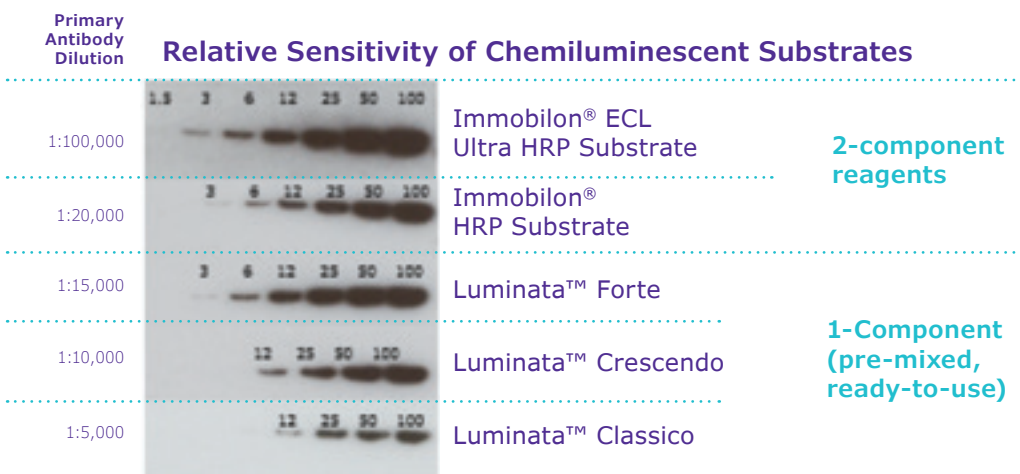 Primary
Antibody
Dilution
Relative Sensitivity of Chemiluminescent Substrates
1.5 3 6 12 25 50 100
1:100,000
Immobilon® ECL
Ultra HRP Substrate
2-component
reagents
3 6 12 25 50 100
1:20,000
Immobilon®
HRP Substrate
3 6 12 25 50 100
1:15,000
Luminata™ Forte
1-Component
(pre-mixed,
ready-to-use)
12 25 50 100
1:10,000
Luminata™ Crescendo
12 25 50 100
1:5,000
Luminata™ Classico